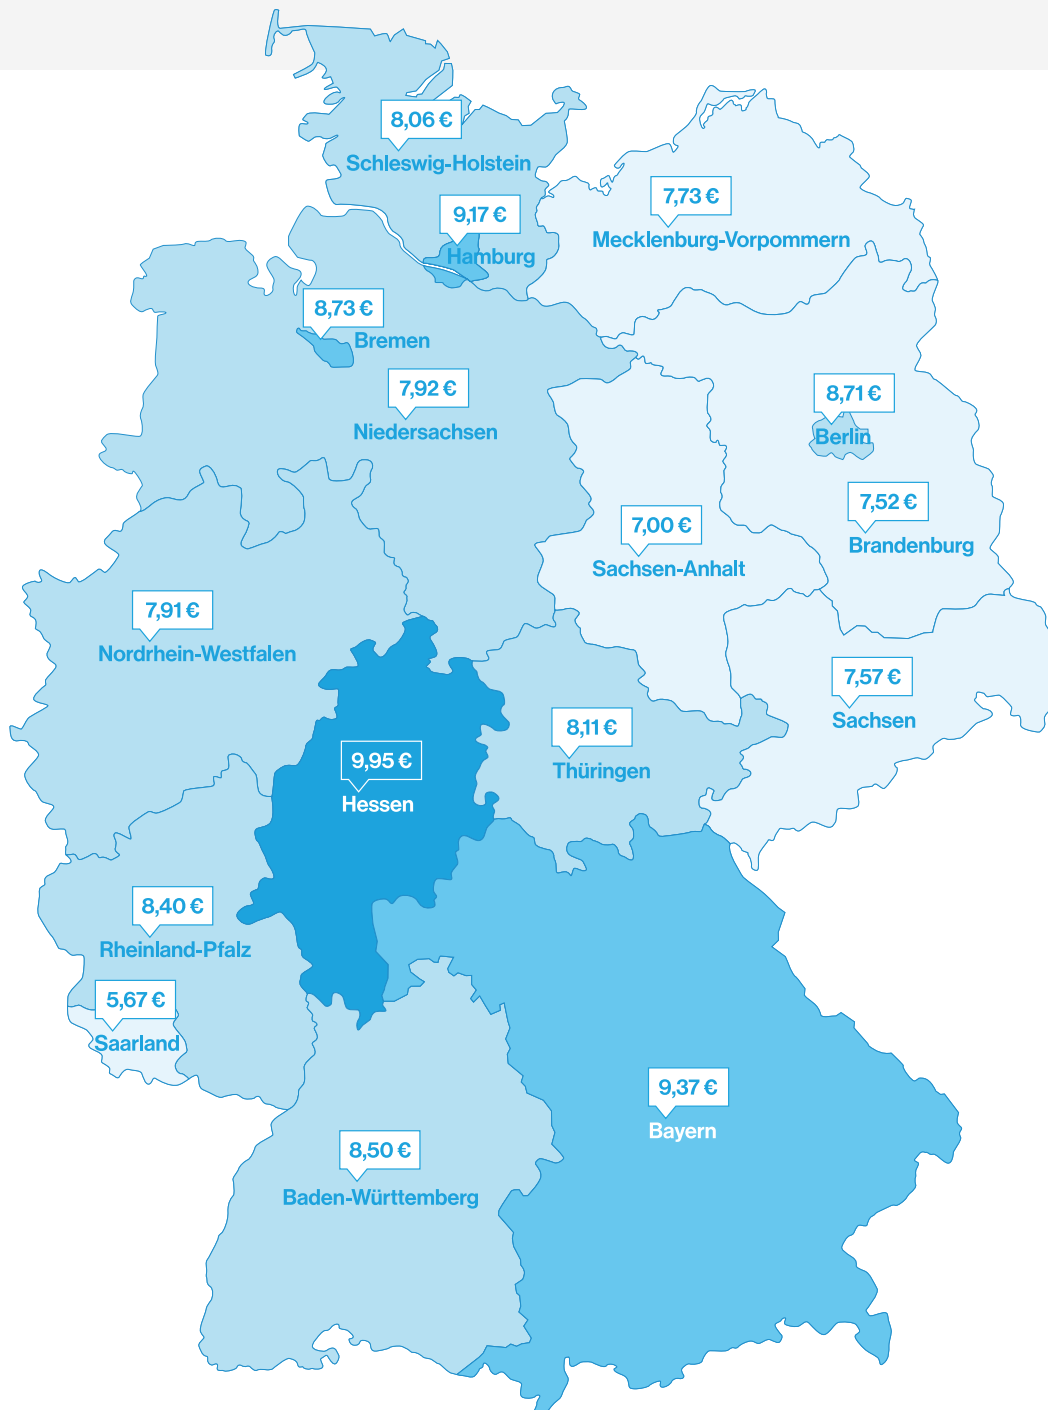 8,06 €
Schleswig-Holstein
9,17 €
Hamburg
7,73 €
Mecklenburg-Vorpommern
8,73 €
Bremen
7,92 €
Niedersachsen
8,71 €
Berlin
7,52 €
Brandenburg
7,00 €
Sachsen-Anhalt
7,91 €
Nordrhein-Westfalen
7,57 €
Sachsen
8,11 €
Thüringen
9,95 €
Hessen
8,40 €
Rheinland-Pfalz
5,67 €
Saarland
9,37 €
Bayern
8,50 €
Baden-Württemberg